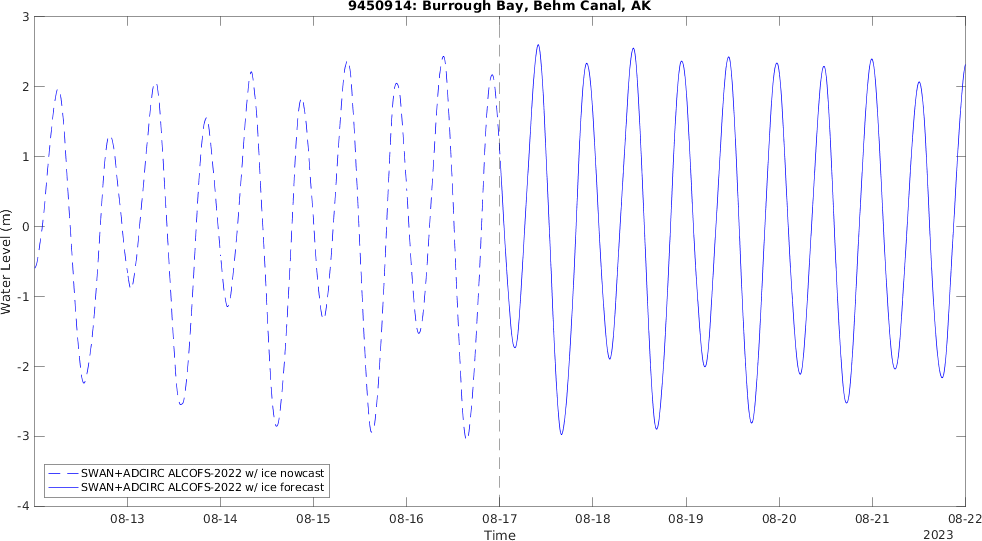 9450914: Burrough Bay, Behm Canal, AK
3
2
1
0
-1
-2
-3
-4
Water Level (m)
SWAN+ADCIRC ALCOFS-2022 w/ ice nowcast
SWAN+ADCIRC ALCOFS-2022 w/ ice forecast
08-13 08-14 08-15 08-16 08-17 08-18 08-19 08-20 08-21 08-22
Time
2023